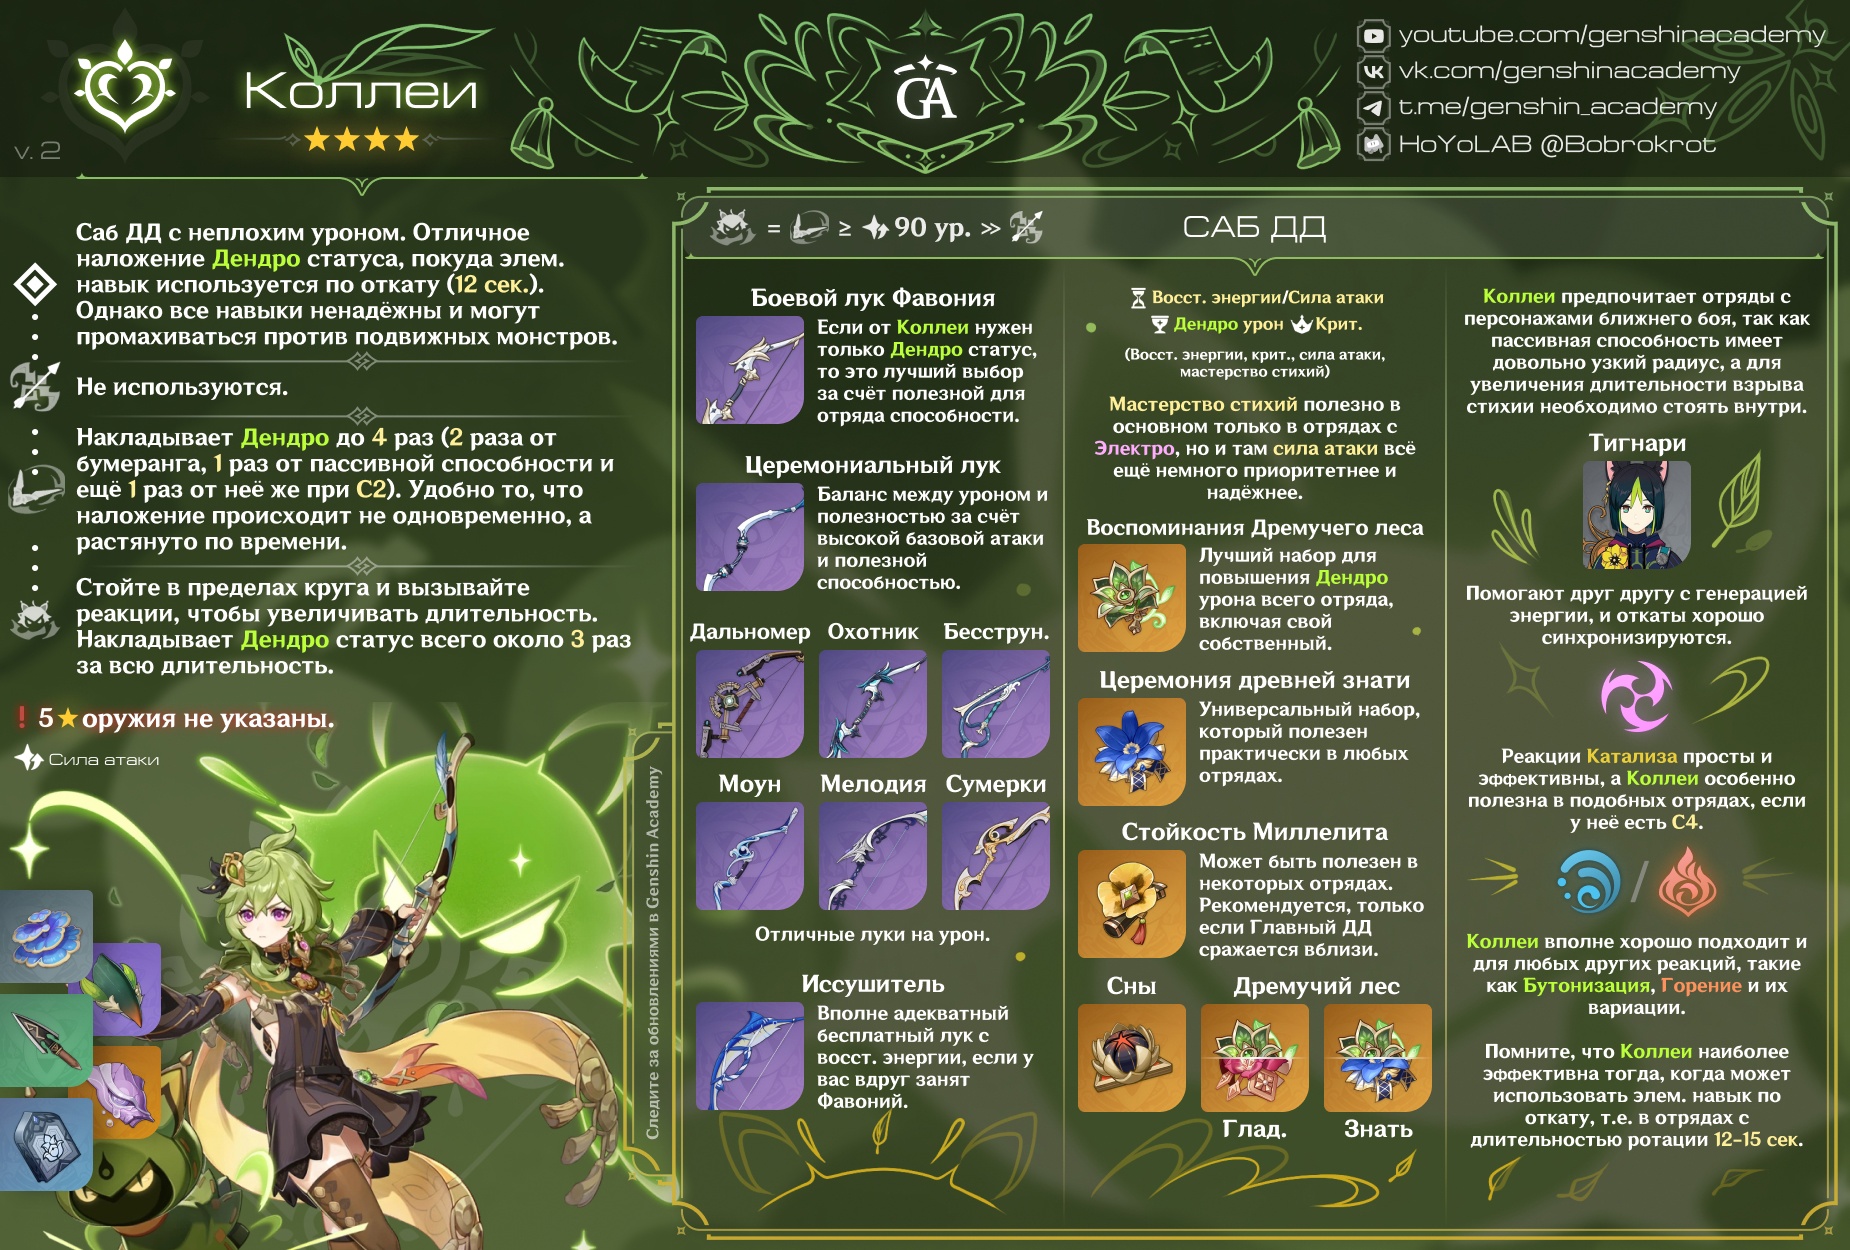 Коллеи
v. 2
GA
youtube.com/genshinacademy
vk.com/genshinacademy
t.me/genshin_academy
HoYoLAB @Bobrokrot
Саб ДД с неплохим уроном. Отличное
наложение Дендро статуса, покуда элем.
навык используется по откату (12 сек.).
Однако все навыки ненадёжны и могут
промахиваться против подвижных монстров.
Не используются.
Накладывает Дендро до 4 раз (2 раза от
бумеранга, 1 раз от пассивной способности и
ещё 1 раз от неё же при С2). Удобно то, что
наложение происходит не одновременно, а
растянуто по времени.
Стойте в пределах круга и вызывайте
реакции, чтобы увеличивать длительность.
Накладывает Дендро статус всего около 3 раз
за всю длительность.
! 5★ оружия не указаны.
Сила атаки
Следите за обновлениями в Genshin Academy
= ≥ 90 ур. >>
САБ ДД
Боевой лук Фавония
Если от Коллеи нужен
только Дендро статус,
то это лучший выбор
за счёт полезной для
отряда способности.
Церемониальный лук
Баланс между уроном и
полезностью за счёт
высокой базовой атаки
и полезной
способностью.
Дальномер Охотник Бесструн.
Моун Мелодия Сумерки
Отличные луки на урон.
Иссушитель
Вполне адекватный
бесплатный лук с
восст. энергии, если у
вас вдруг занят
Фавоний.
Восст. энергии/Сила атаки
Дендро урон Крит.
(Восст. энергии, крит., сила атаки,
мастерство стихий)
Мастерство стихий полезно в
основном только в отрядах с
Электро, но и там сила атаки всё
ещё немного приоритетнее и
надёжнее.
Воспоминания Дремучего леса
Лучший набор для
повышения Дендро
урона всего отряда,
включая свой
собственный.
Церемония древней знати
Универсальный набор,
который полезен
практически в любых
отрядах.
Стойкость Миллелита
Может быть полезен в
некоторых отрядах.
Рекомендуется, только
если Главный ДД
сражается вблизи.
Сны Дремучий лес
Глад. Знать
Коллеи предпочитает отряды с
персонажами ближнего боя, так как
пассивная способность имеет
довольно узкий радиус, а для
увеличения длительности взрыва
стихии необходимо стоять внутри.
Тигнари
Помогают друг другу с генерацией
энергии, и откаты хорошо
синхронизируются.
Реакции Катализа просты и
эффективны, а Коллеи особенно
полезна в подобных отрядах, если
у неё есть С4.
/
Коллеи вполне хорошо подходит и
для любых других реакций, такие
как Бутонизация, Горение и их
вариации.
Помните, что Коллеи наиболее
эффективна тогда, когда может
использовать элем. навык по
откату, т.е. в отрядах с
длительностью ротации 12-15 сек.